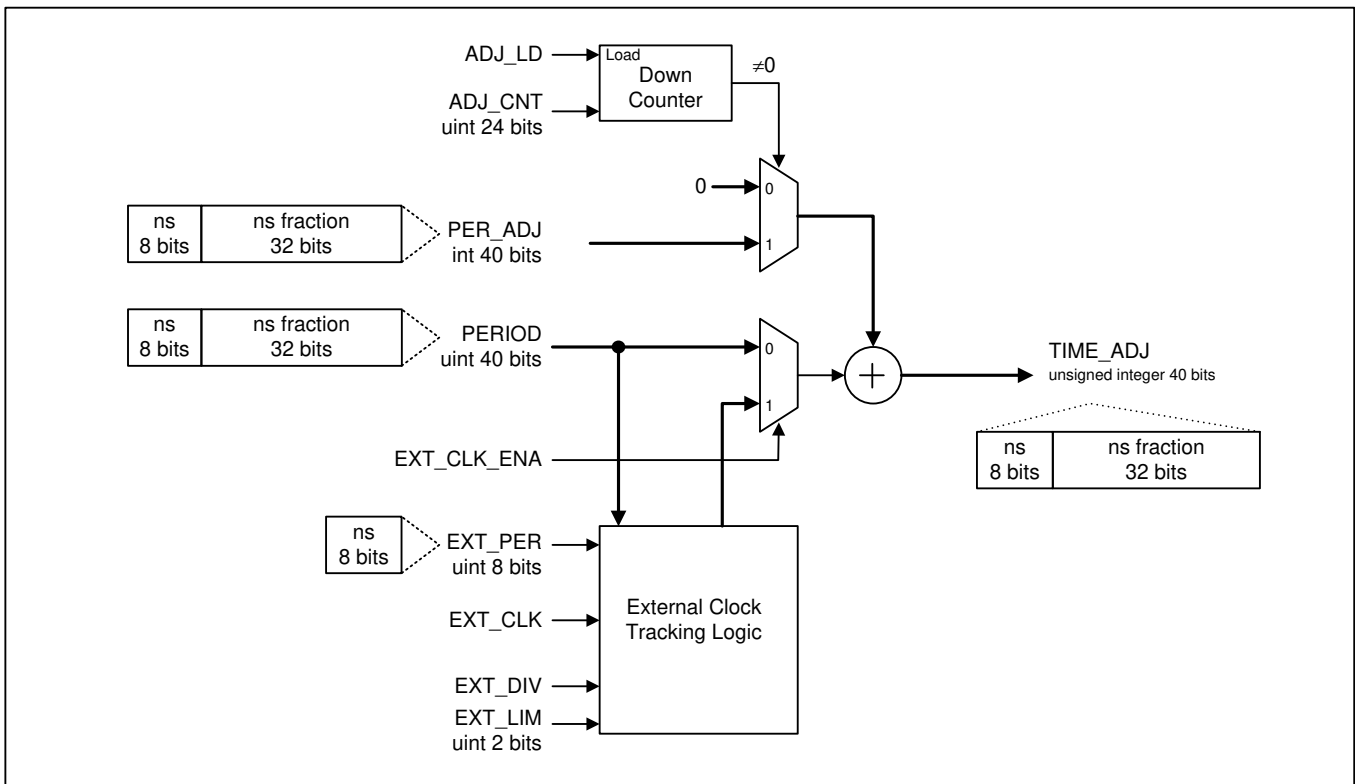 ADJ_LD
Load
Down
Counter
≠0
ADJ_CNT
uint 24 bits
0
0
1
ns
8 bits
ns fraction
32 bits
PER_ADJ
int 40 bits
ns
8 bits
ns fraction
32 bits
PERIOD
uint 40 bits
0
1
+
TIME_ADJ
unsigned integer 40 bits
ns
8 bits
ns fraction
32 bits
EXT_CLK_ENA
ns
8 bits
EXT_PER
uint 8 bits
EXT_CLK
External Clock
Tracking Logic
EXT_DIV
EXT_LIM
uint 2 bits